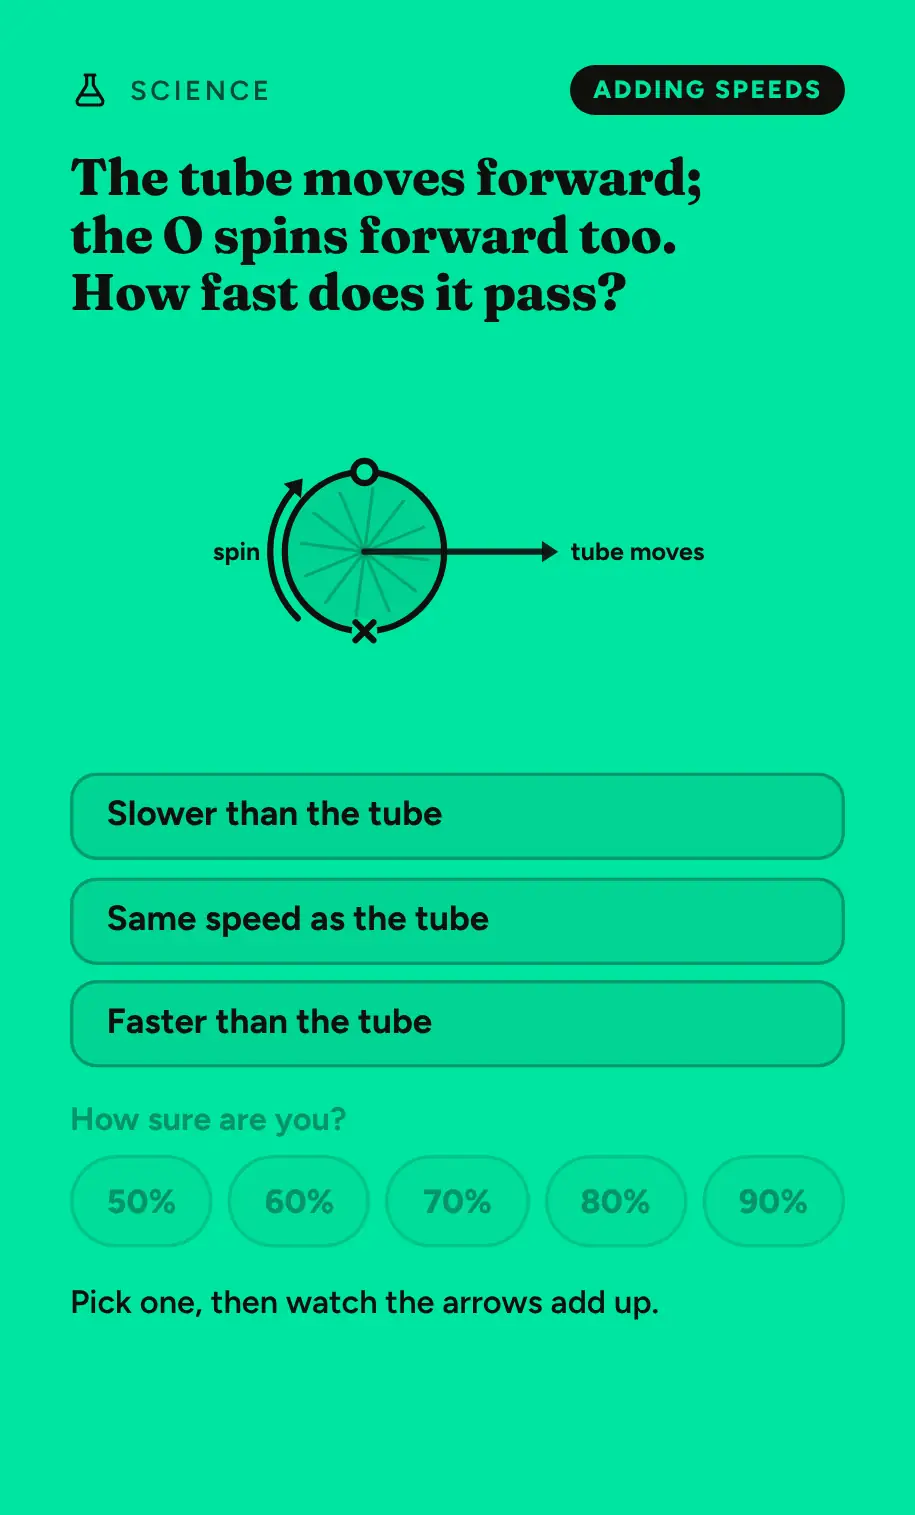 SCIENCE
ADDING SPEEDS
The tube moves forward;
the O spins forward too.
How fast does it pass?
spin
tube moves
Slower than the tube
Same speed as the tube
Faster than the tube
How sure are you?
50%
60%
70%
80%
90%
Pick one, then watch the arrows add up.